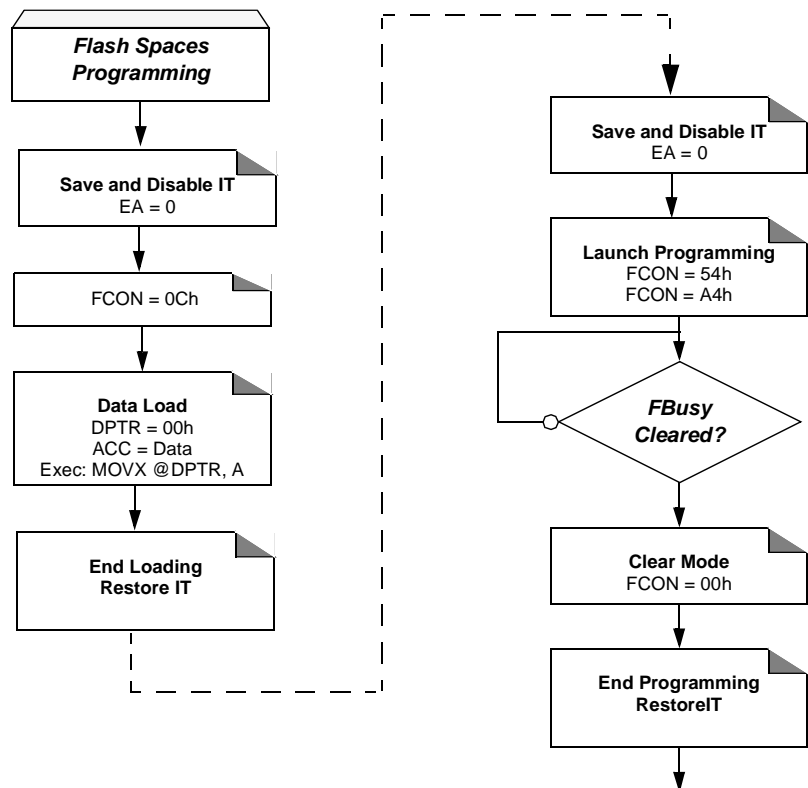 Flash Spaces
Programming
Save and Disable IT
EA = 0
FCON = 0Ch
Data Load
DPTR = 00h
ACC = Data
Exec: MOVX @DPTR, A
End Loading
Restore IT
Save and Disable IT
EA = 0
Launch Programming
FCON = 54h
FCON = A4h
FBusy
Cleared?
Clear Mode
FCON = 00h
End Programming
RestoreIT